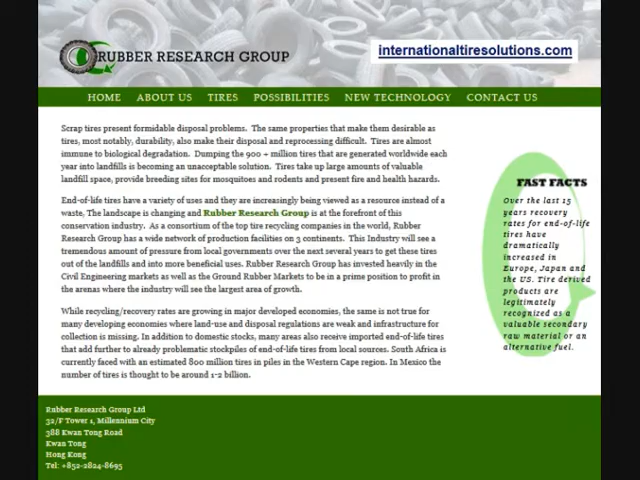 RUBBER RESEARCH GROUP
internationaltiresolutions.com
HOME ABOUT US TIRES POSSIBILITIES NEW TECHNOLOGY CONTACT US
Scrap tires present formidable disposal problems. The same properties that make them desirable as
tires, most notably, durability, also make their disposal and reprocessing difficult. Tires are almost
immune to biological degradation. Dumping the 900 + million tires that are generated worldwide each
year into landfills is becoming an unacceptable solution. Tires take up large amounts of valuable
landfill space, provide breeding sites for mosquitoes and rodents and present fire and health hazards.
End-of-life tires have a variety of uses and they are increasingly being viewed as a resource instead of a
waste, The landscape is changing and Rubber Research Group is at the forefront of this
conservation industry. As a consortium of the top tire recycling companies in the world, Rubber
Research Group has a wide network of production facilities on 3 continents. This Industry will see a
tremendous amount of pressure from local governments over the next several years to get these tires
out of the landfills and into more beneficial uses. Rubber Research Group has invested heavily in the
Civil Engineering markets as well as the Ground Rubber Markets to be in a prime position to profit in
the arenas where the industry will see the largest area of growth.
While recycling/recovery rates are growing in major developed economies, the same is not true for
many developing economies where land-use and disposal regulations are weak and infrastructure for
collection is missing. In addition to domestic stocks, many areas also receive imported end-of-life tires
that add further to already problematic stockpiles of end-of-life tires from local sources. South Africa is
currently faced with an estimated 800 million tires in piles in the Western Cape region. In Mexico the
number of tires is thought to be around 1-2 billion.
FAST FACTS
Over the last 15
years recovery
rates for end-of-life
tires have
dramatically
increased in
Europe, Japan and
the US. Tire derived
products are
legitimately
recognized as a
valuable secondary
raw material or an
alternative fuel.
Rubber Research Group Ltd
32/F Tower 1, Millennium City
388 Kwan Tong Road
Kwan Tong
Hong Kong
Tel: +852-2824-8695